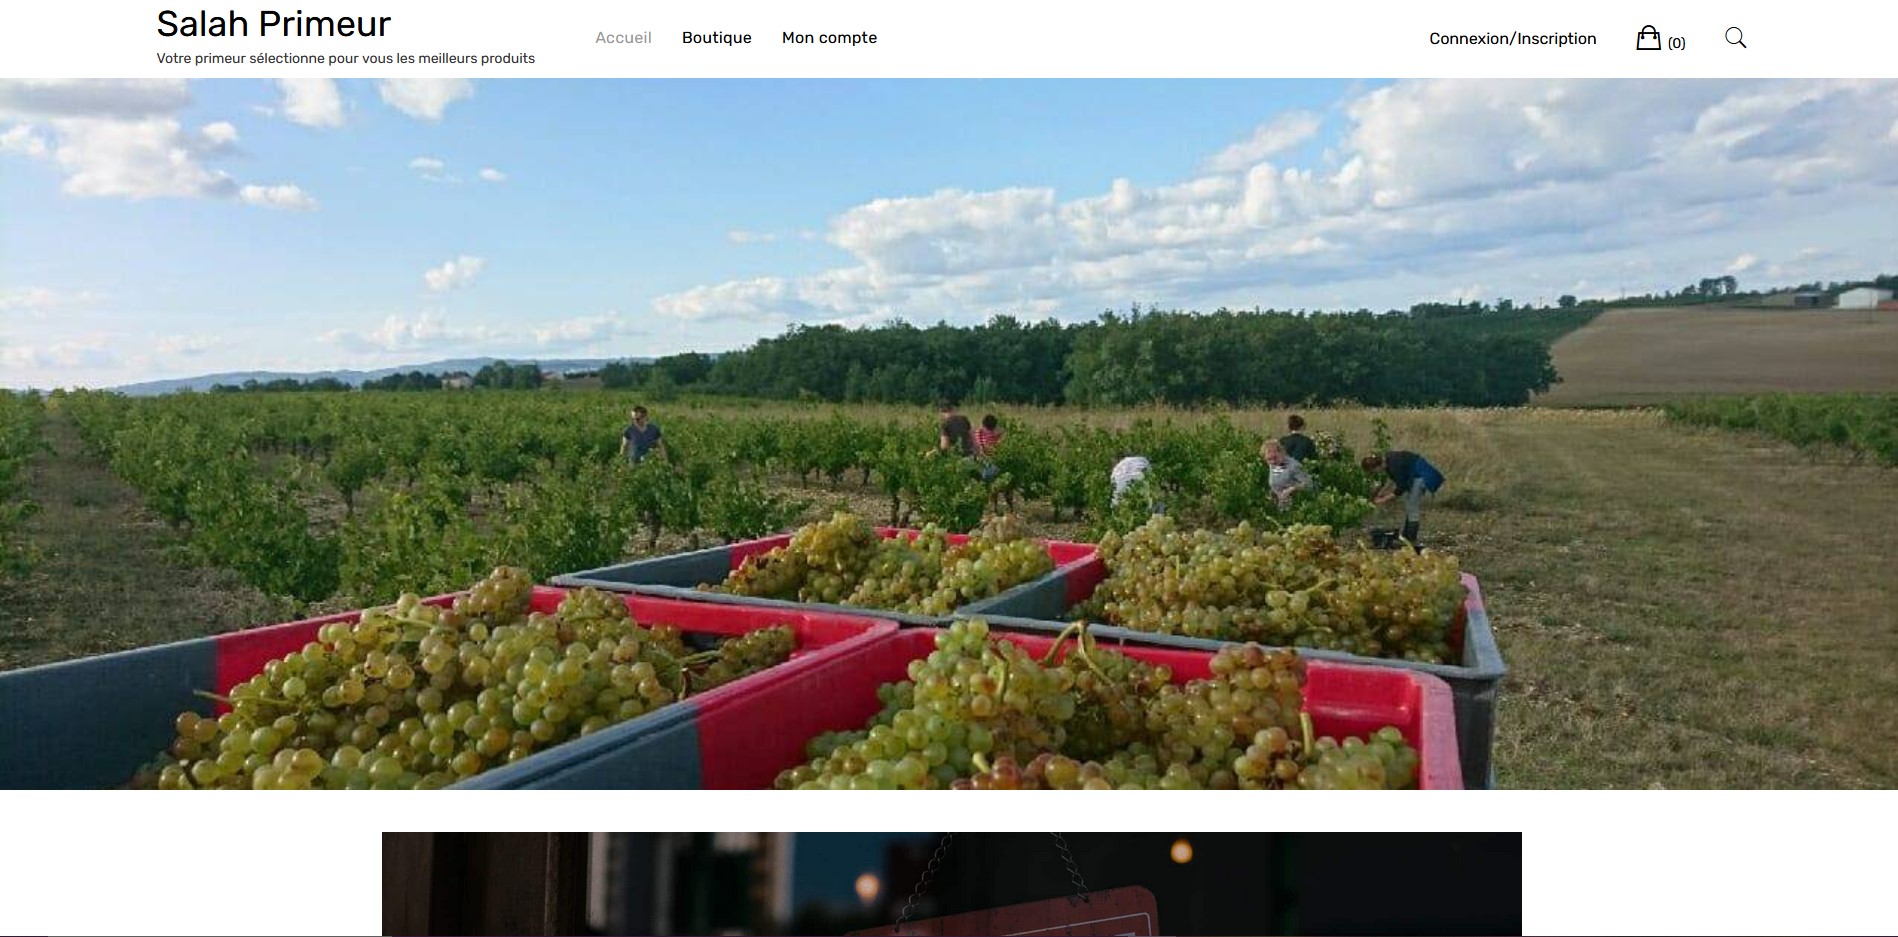 Salah Primeur
Votre primeur sélectionne pour vous les meilleurs produits
Accueil
Boutique
Mon compte
Connexion/Inscription
(0)